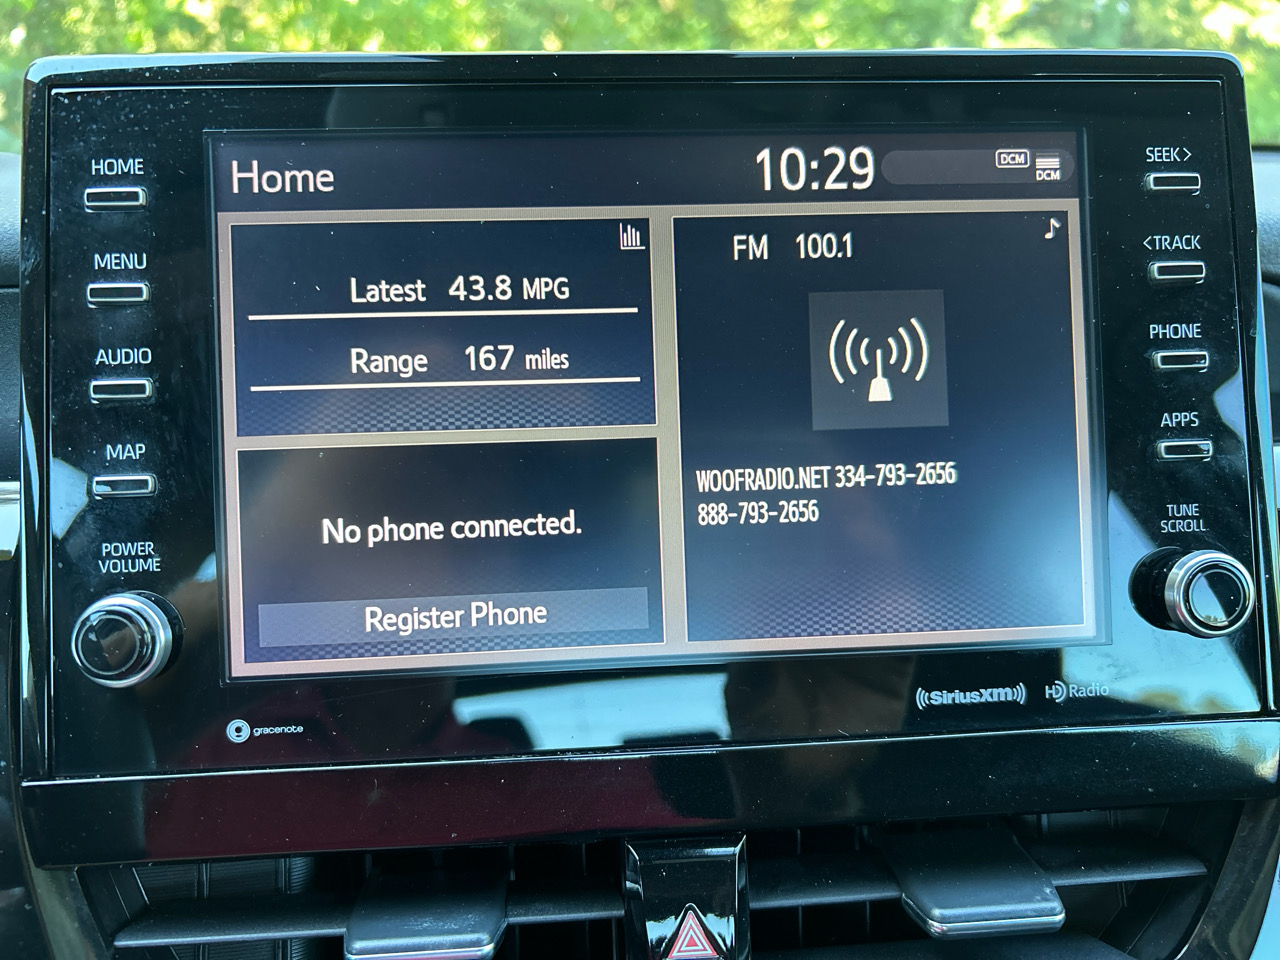 HOME
MENU
AUDIO
MAP
POWER
VOLUME
Home
10:29
DCM
DCM
Latest 43.8 MPG
Range 167 miles
No phone connected.
Register Phone
FM 100.1
WOOFRADIO.NET 334-793-2656
888-793-2656
SEEK>
<TRACK
PHONE
APPS
TUNE
SCROLL
gracenote
((SiriusXM))
HD Radio